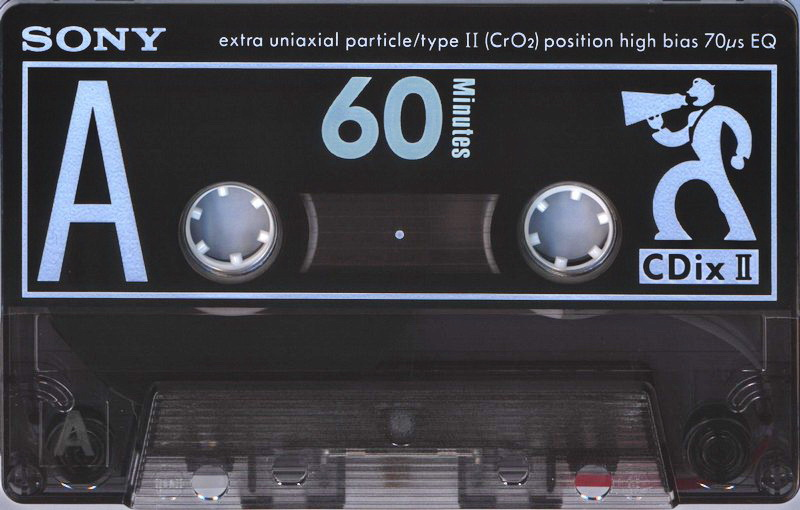 SONY
extra uniaxial particle/type II (CrO2) position high bias 70µs EQ
A
60 Minutes
CDix II
A